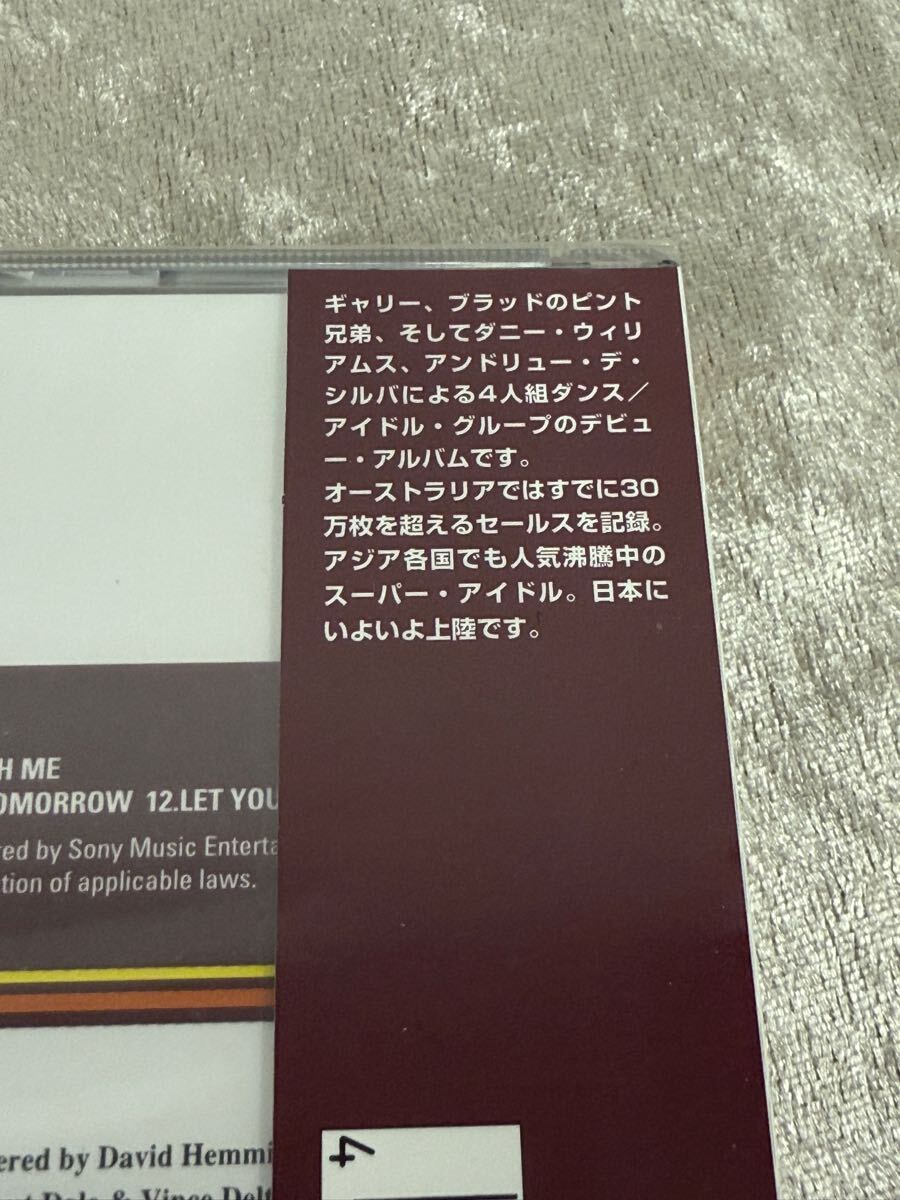 ギャリー、ブラッドのピント
兄弟、そしてダニー・ウィリ
アムス、アンドリュー・デ・
シルバによる4人組ダンス／
アイドル・グループのデビュ
ー・アルバムです。
オーストラリアではすでに30
万枚を超えるセールスを記録。
アジア各国でも人気沸騰中の
スーパー・アイドル。日本に
いよいよ上陸です。
H ME
OMORROW 12.LET YOU
red by Sony Music Enterta
tion of applicable laws.
ered by David Hemmi
& Vince Delt
4